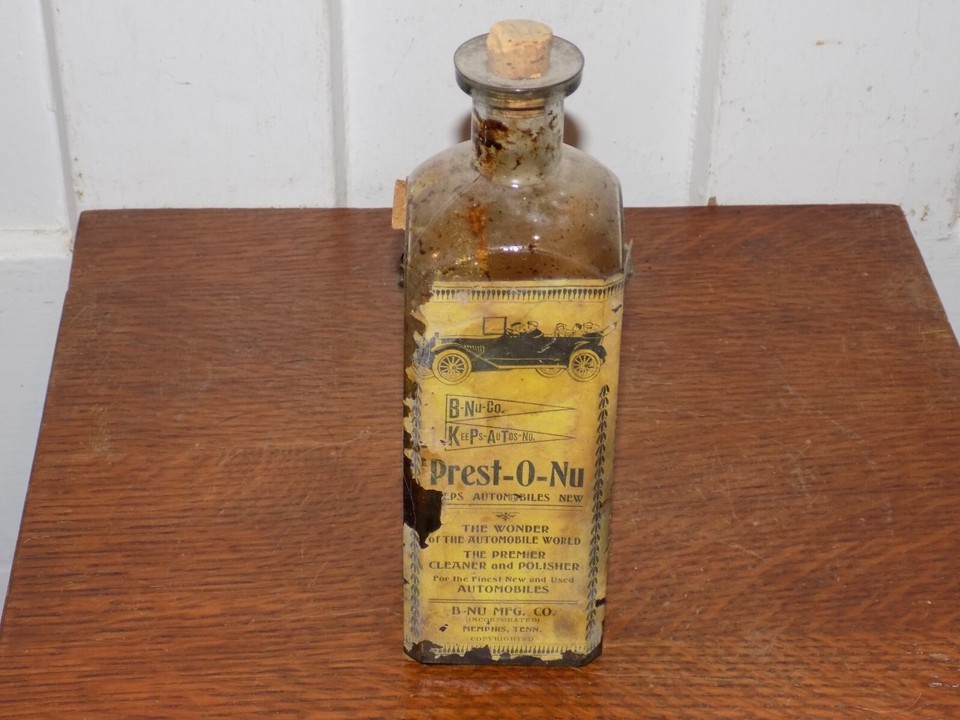 B-Nu-Co.
KeePs-AuTos-Nu.
Prest-O-Nu
EPS AUTOMOBILES NEW
THE WONDER
of THE AUTOMOBILE WORLD
THE PREMIER
CLEANER and POLISHER
For the Finest New and Used
AUTOMOBILES
B-NU MFG. CO.
(INCORPORATED)
MEMPHIS, TENN.
COPYRIGHTED